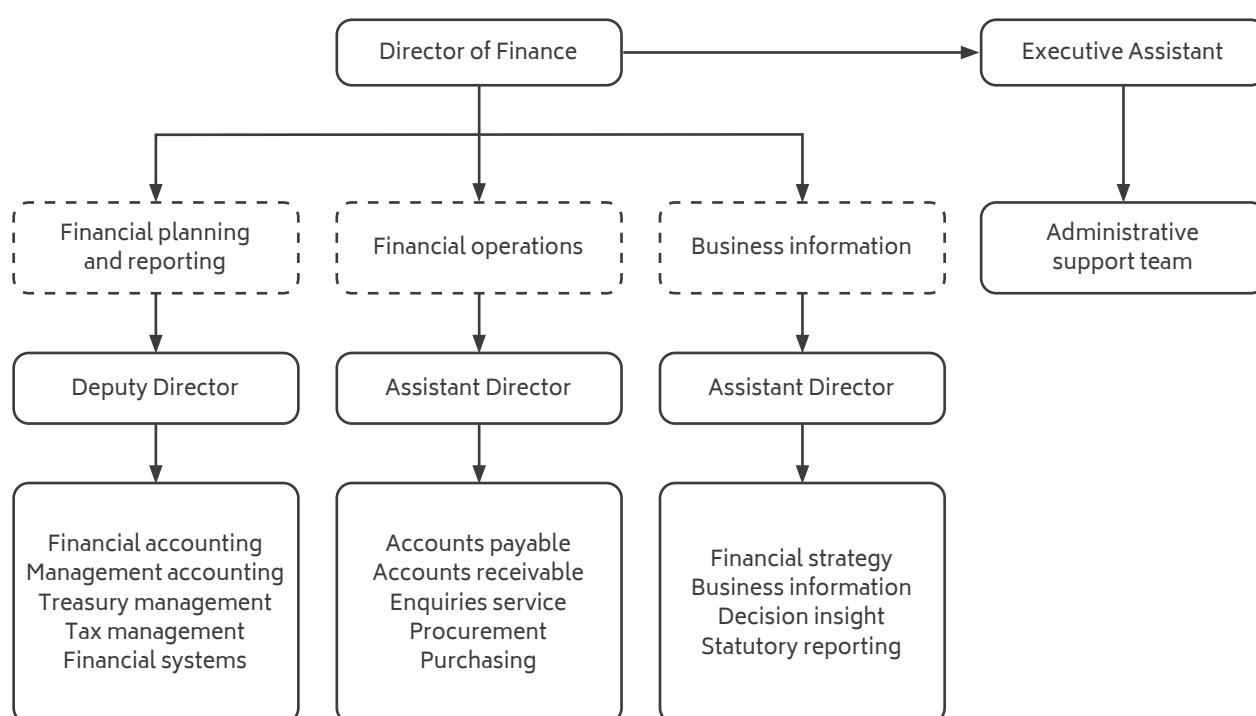 Director of Finance
Executive Assistant
Financial planning
and reporting
Financial operations
Business information
Administrative
support team
Deputy Director
Assistant Director
Assistant Director
Financial accounting
Management accounting
Treasury management
Tax management
Financial systems
Accounts payable
Accounts receivable
Enquiries service
Procurement
Purchasing
Financial strategy
Business information
Decision insight
Statutory reporting